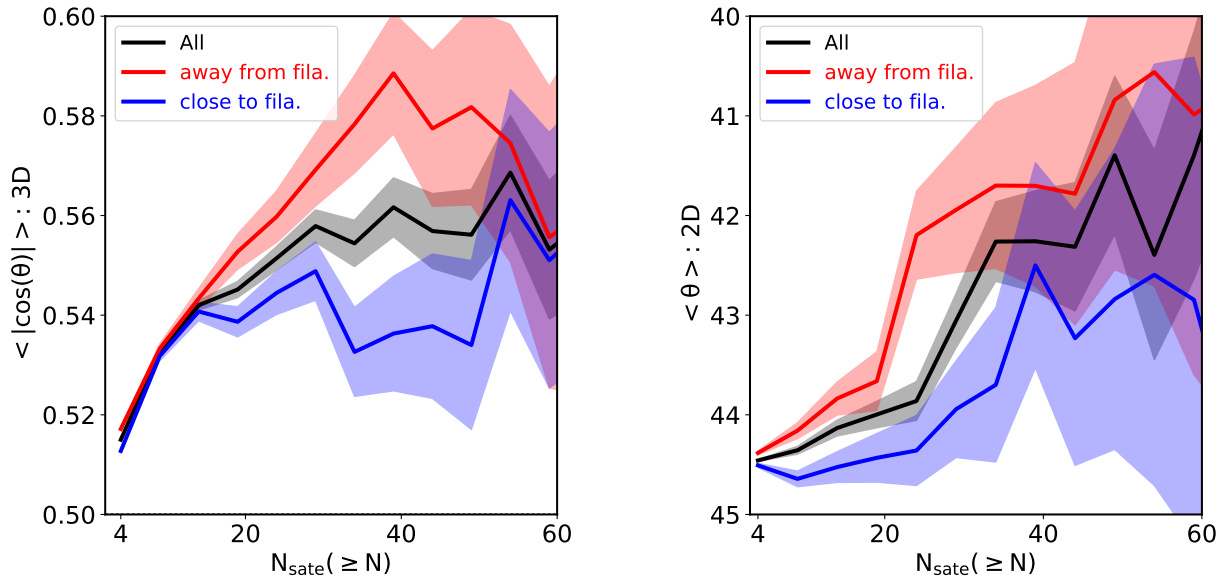 0.60
0.58
0.56
0.54
0.52
0.50
< |cos(θ)| > : 3D
All
away from fila.
close to fila.
4
20
40
60
N_sate(≥ N)
40
41
42
43
44
45
< θ > : 2D
All
away from fila.
close to fila.
4
20
40
60
N_sate(≥ N)